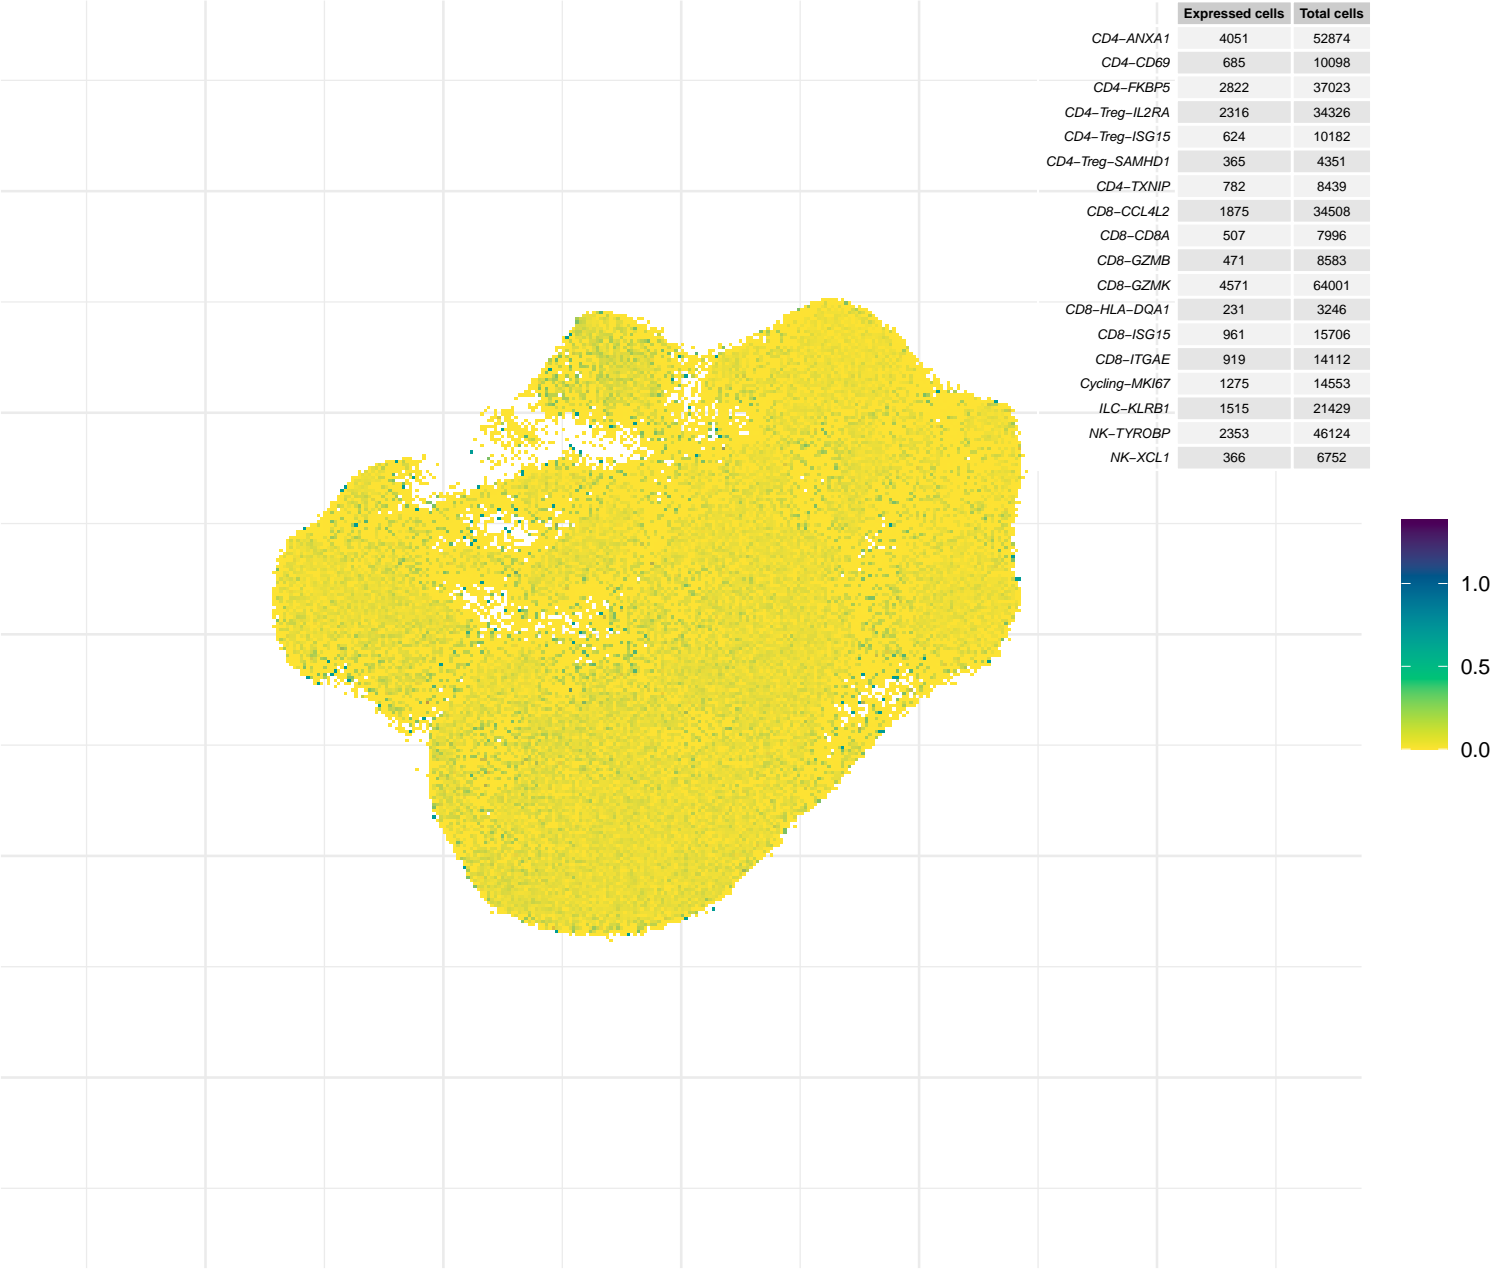 Expressed cells Total cells
CD4-ANXA1 4051 52874
CD4-CD69 685 10098
CD4-FKBP5 2822 37023
CD4-Treg-IL2RA 2316 34326
CD4-Treg-ISG15 624 10182
CD4-Treg-SAMHD1 365 4351
CD4-TXNIP 782 8439
CD8-CCL4L2 1875 34508
CD8-CD8A 507 7996
CD8-GZMB 471 8583
CD8-GZMK 4571 64001
CD8-HLA-DQA1 231 3246
CD8-ISG15 961 15706
CD8-ITGAE 919 14112
Cycling-MKI67 1275 14553
ILC-KLRB1 1515 21429
NK-TYROBP 2353 46124
NK-XCL1 366 6752
1.0
0.5
0.0